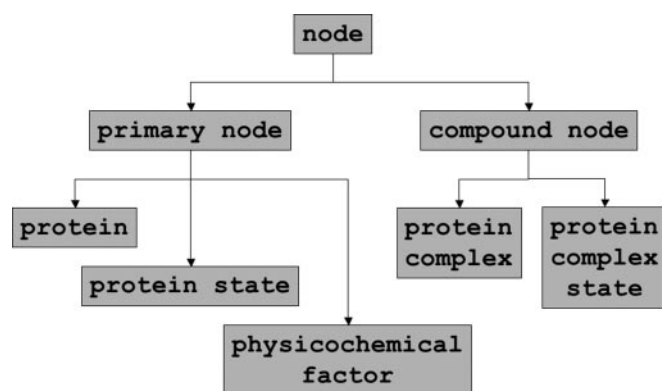 node
primary node
compound node
protein
protein state
physicochemical
factor
protein
complex
protein
complex
state